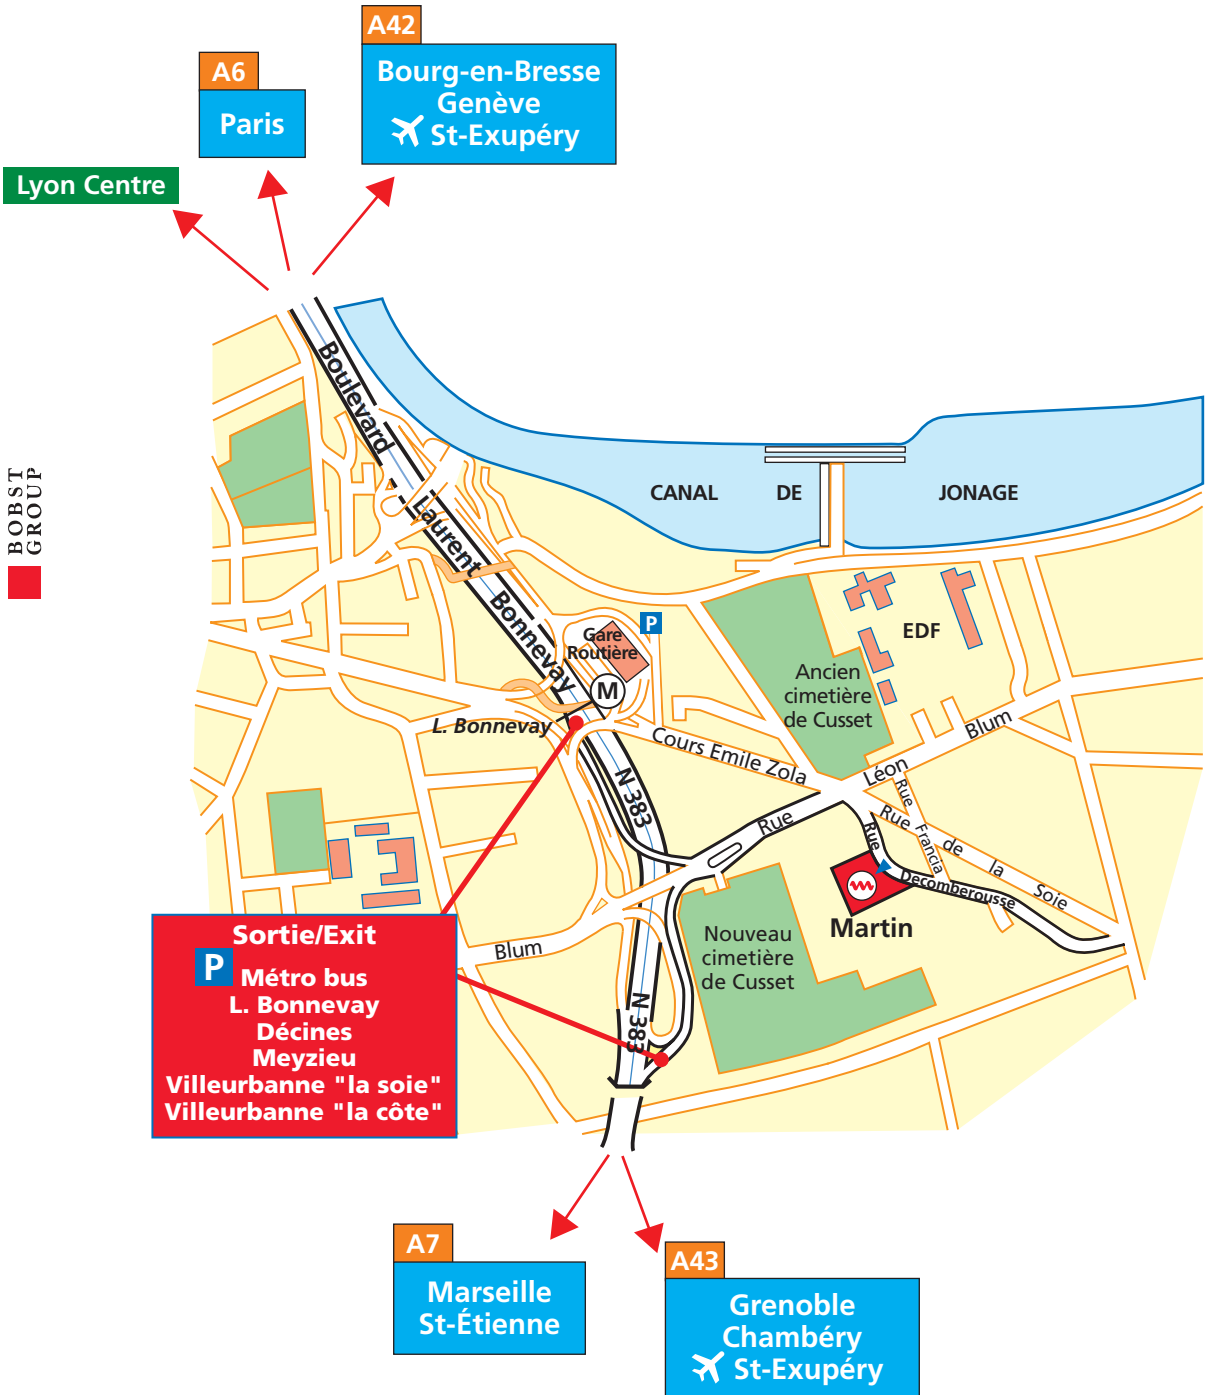 A42
Bourg-en-Bresse
Genève
St-Exupéry
A6
Paris
Lyon Centre
BOBST
GROUP
Boulevard
Laurent
Bonnevay
CANAL DE JONAGE
P
Gare
Routière
M
L. Bonnevay
EDF
Ancien
cimetière
de Cusset
Cours Emile Zola
N 383
Rue
Léon
Blum
Rue
Francia
Rue de la Soie
Rue
Decomberousse
Martin
Blum
Nouveau
cimetière
de Cusset
N 383
Sortie/Exit
P
Métro bus
L. Bonnevay
Décines
Meyzieu
Villeurbanne "la soie"
Villeurbanne "la côte"
A7
Marseille
St-Étienne
A43
Grenoble
Chambéry
St-Exupéry